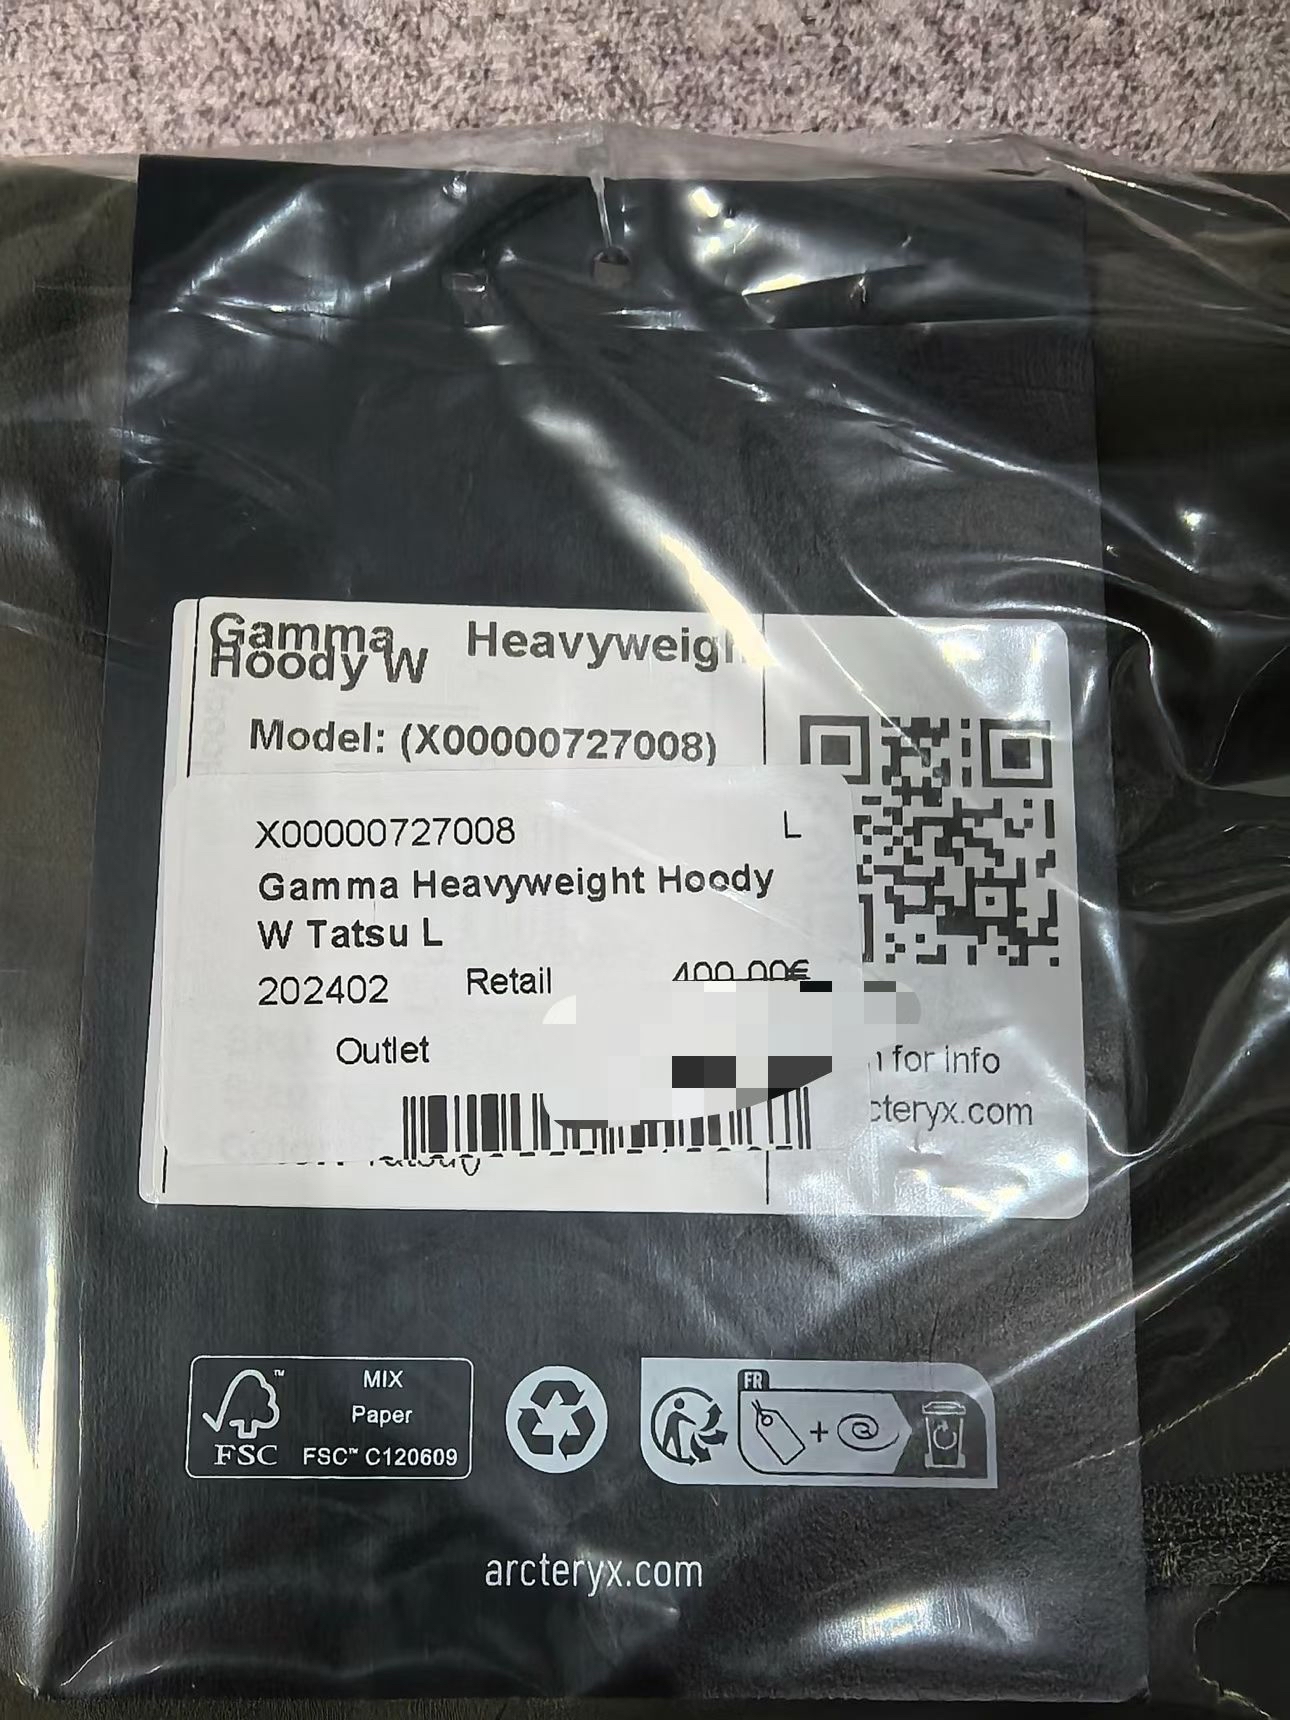 Gamma Heavyweigh
Hoody W
Model: (X00000727008)
X00000727008 L
Gamma Heavyweight Hoody
W Tatsu L
202402 Retail 400.00€
Outlet
for info
cteryx.com
FSC™
MIX
Paper
FSC™ C120609
FR
+
arcteryx.com